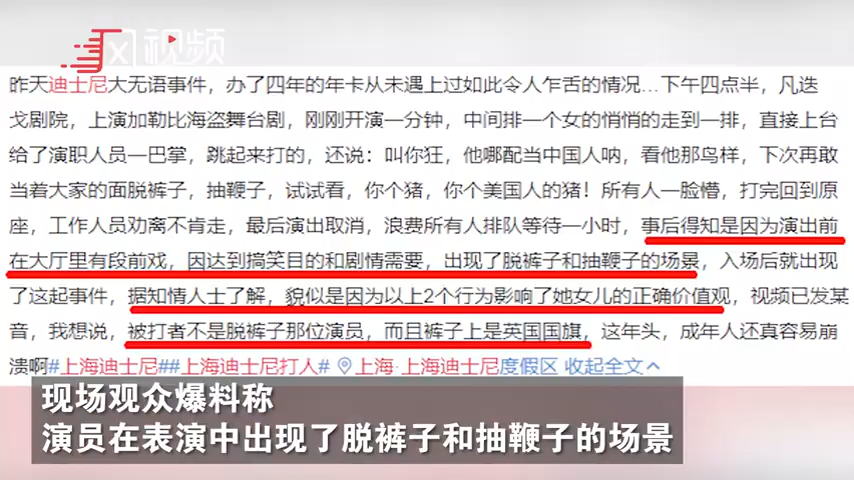 视频
昨天迪士尼大无语事件，办了四年的年卡从未遇上过如此令人乍舌的情况...下午四点半，凡迭
戈剧院，上演加勒比海盗舞台剧，刚刚开演一分钟，中间排一个女的悄悄的走到一排，直接上台
给了演职人员一巴掌，跳起来打的，还说：叫你狂，他哪配当中国人呐，看他那鸟样，下次再敢
当着大家的面脱裤子，抽鞭子，试试看，你个猪，你个美国人的猪！所有人一脸懵，打完回到原
座，工作人员劝离不肯走，最后演出取消，浪费所有人排队等待一小时，事后得知是因为演出前
在大厅里有段前戏，因达到搞笑目的和剧情需要，出现了脱裤子和抽鞭子的场景，入场后就出现
了这起事件，据知情人士了解，貌似是因为以上2个行为影响了她女儿的正确价值观，视频已发某
音，我想说，被打者不是脱裤子那位演员，而且裤子上是英国国旗，这年头，成年人还真容易崩
溃啊#上海迪士尼##上海迪士尼打人# 上海·上海迪士尼度假区 收起全文
现场观众爆料称
演员在表演中出现了脱裤子和抽鞭子的场景